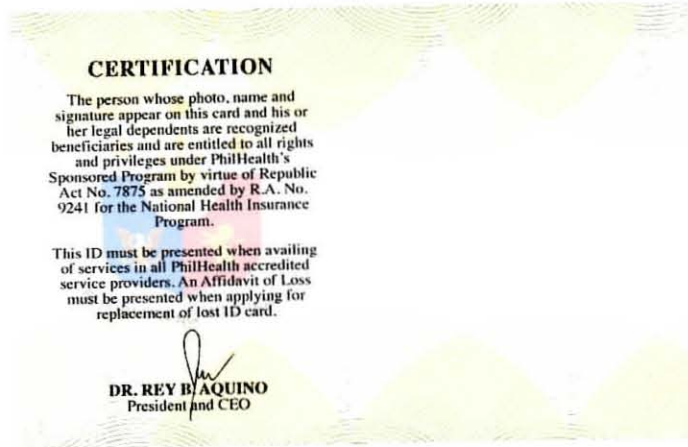 CERTIFICATION
The person whose photo, name and
signature appear on this card and his or
her legal dependents are recognized
beneficiaries and are entitled to all rights
and privileges under PhilHealth's
Sponsored Program by virtue of Republic
Act No. 7875 as amended by R.A. No.
9241 for the National Health Insurance
Program.
This ID must be presented when availing
of services in all PhilHealth accredited
service providers. An Affidavit of Loss
must be presented when applying for
replacement of lost ID card.
DR. REY B. AQUINO
President and CEO